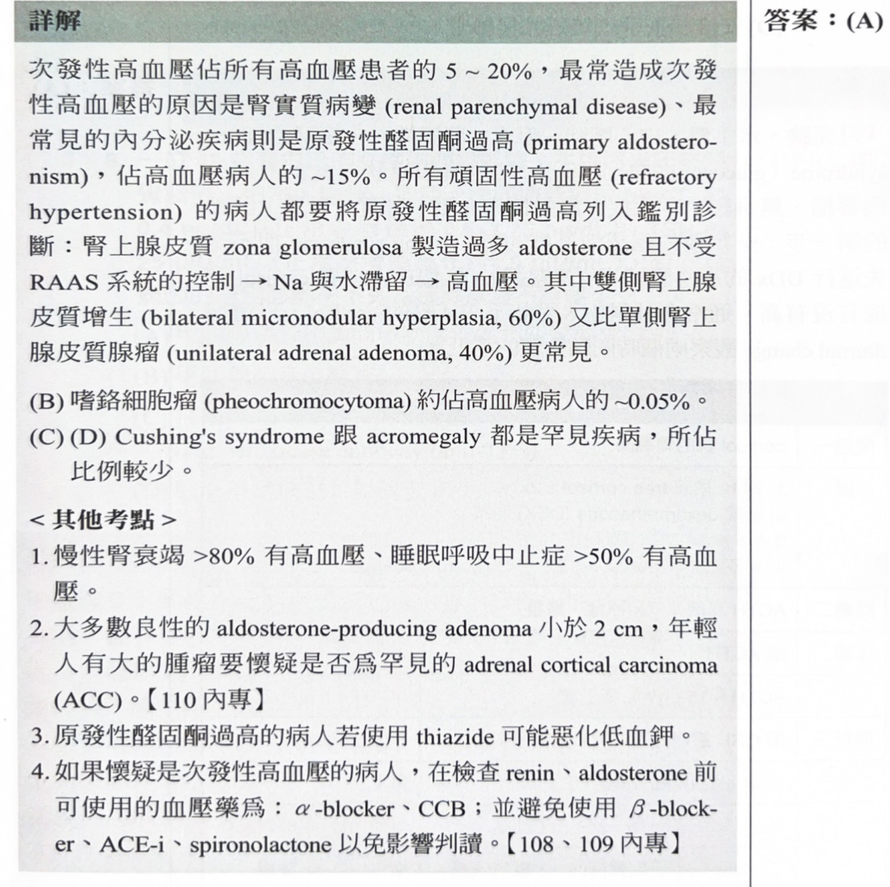 詳解
答案：(A)
次發性高血壓佔所有高血壓患者的 5 ~ 20%，最常造成次發
性高血壓的原因是腎實質病變 (renal parenchymal disease)、最
常見的內分泌疾病則是原發性醛固酮過高 (primary aldostero-
nism)，佔高血壓病人的 ~15%。所有頑固性高血壓 (refractory
hypertension) 的病人都要將原發性醛固酮過高列入鑑別診
斷：腎上腺皮質 zona glomerulosa 製造過多 aldosterone 且不受
RAAS 系統的控制 → Na 與水滯留 → 高血壓。其中雙側腎上腺
皮質增生 (bilateral micronodular hyperplasia, 60%) 又比單側腎上
腺皮質腺瘤 (unilateral adrenal adenoma, 40%) 更常見。
(B) 嗜鉻細胞瘤 (pheochromocytoma) 約佔高血壓病人的 ~0.05%。
(C) (D) Cushing's syndrome 跟 acromegaly 都是罕見疾病，所佔
比例較少。
< 其他考點 >
1. 慢性腎衰竭 >80% 有高血壓、睡眠呼吸中止症 >50% 有高血
壓。
2. 大多數良性的 aldosterone-producing adenoma 小於 2 cm，年輕
人有大的腫瘤要懷疑是否為罕見的 adrenal cortical carcinoma
(ACC)。【110 內專】
3. 原發性醛固酮過高的病人若使用 thiazide 可能惡化低血鉀。
4. 如果懷疑是次發性高血壓的病人，在檢查 renin、aldosterone 前
可使用的血壓藥為：α-blocker、CCB；並避免使用 β-block-
er、ACE-i、spironolactone 以免影響判讀。【108、109 內專】